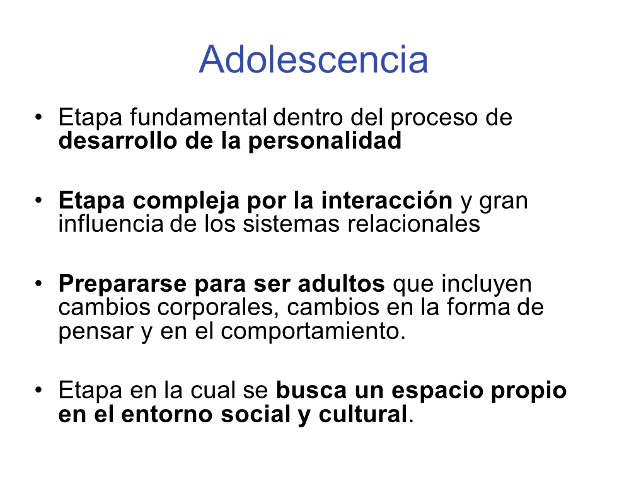 Adolescencia
• Etapa fundamental dentro del proceso de
desarrollo de la personalidad
• Etapa compleja por la interacción y gran
influencia de los sistemas relacionales
• Prepararse para ser adultos que incluyen
cambios corporales, cambios en la forma de
pensar y en el comportamiento.
• Etapa en la cual se busca un espacio propio
en el entorno social y cultural.